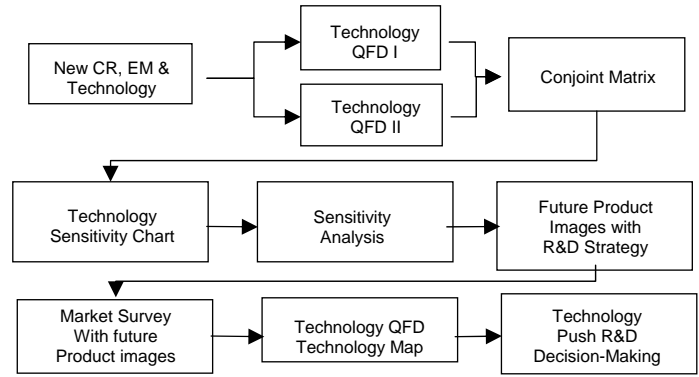 New CR, EM &
Technology
Technology
QFD I
Technology
QFD II
Conjoint Matrix
Technology
Sensitivity Chart
Sensitivity
Analysis
Future Product
Images with
R&D Strategy
Market Survey
With future
Product images
Technology QFD
Technology Map
Technology
Push R&D
Decision-Making